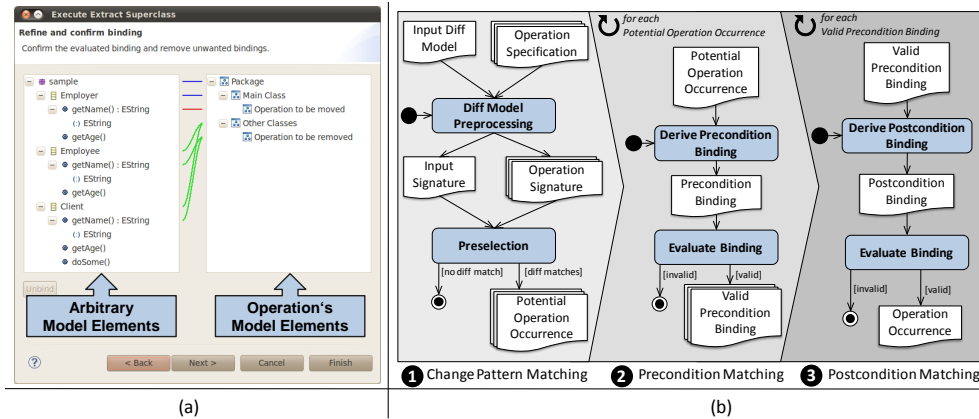 Execute Extract Superclass
Refine and confirm binding
Confirm the evaluated binding and remove unwanted bindings.
sample
Employer
getName() : EString
(:) EString
getAge()
Employee
getName() : EString
(:) EString
getAge()
Client
getName() : EString
(:) EString
getAge()
doSome()
Package
Main Class
Operation to be moved
Other Classes
Operation to be removed
Unbind
Arbitrary
Model Elements
Operation's
Model Elements
?
< Back
Next >
Cancel
Finish
(a)
Input Diff
Model
Operation
Specification
Diff Model
Preprocessing
Input
Signature
Operation
Signature
Preselection
[no diff match]
[diff matches]
Potential
Operation
Occurrence
1 Change Pattern Matching
for each
Potential Operation Occurrence
Potential
Operation
Occurrence
Derive Precondition
Binding
Precondition
Binding
Evaluate Binding
[invalid]
[valid]
Valid
Precondition
Binding
2 Precondition Matching
for each
Valid Precondition Binding
Valid
Precondition
Binding
Derive Postcondition
Binding
Postcondition
Binding
Evaluate Binding
[invalid]
[valid]
Operation
Occurrence
3 Postcondition Matching
(b)